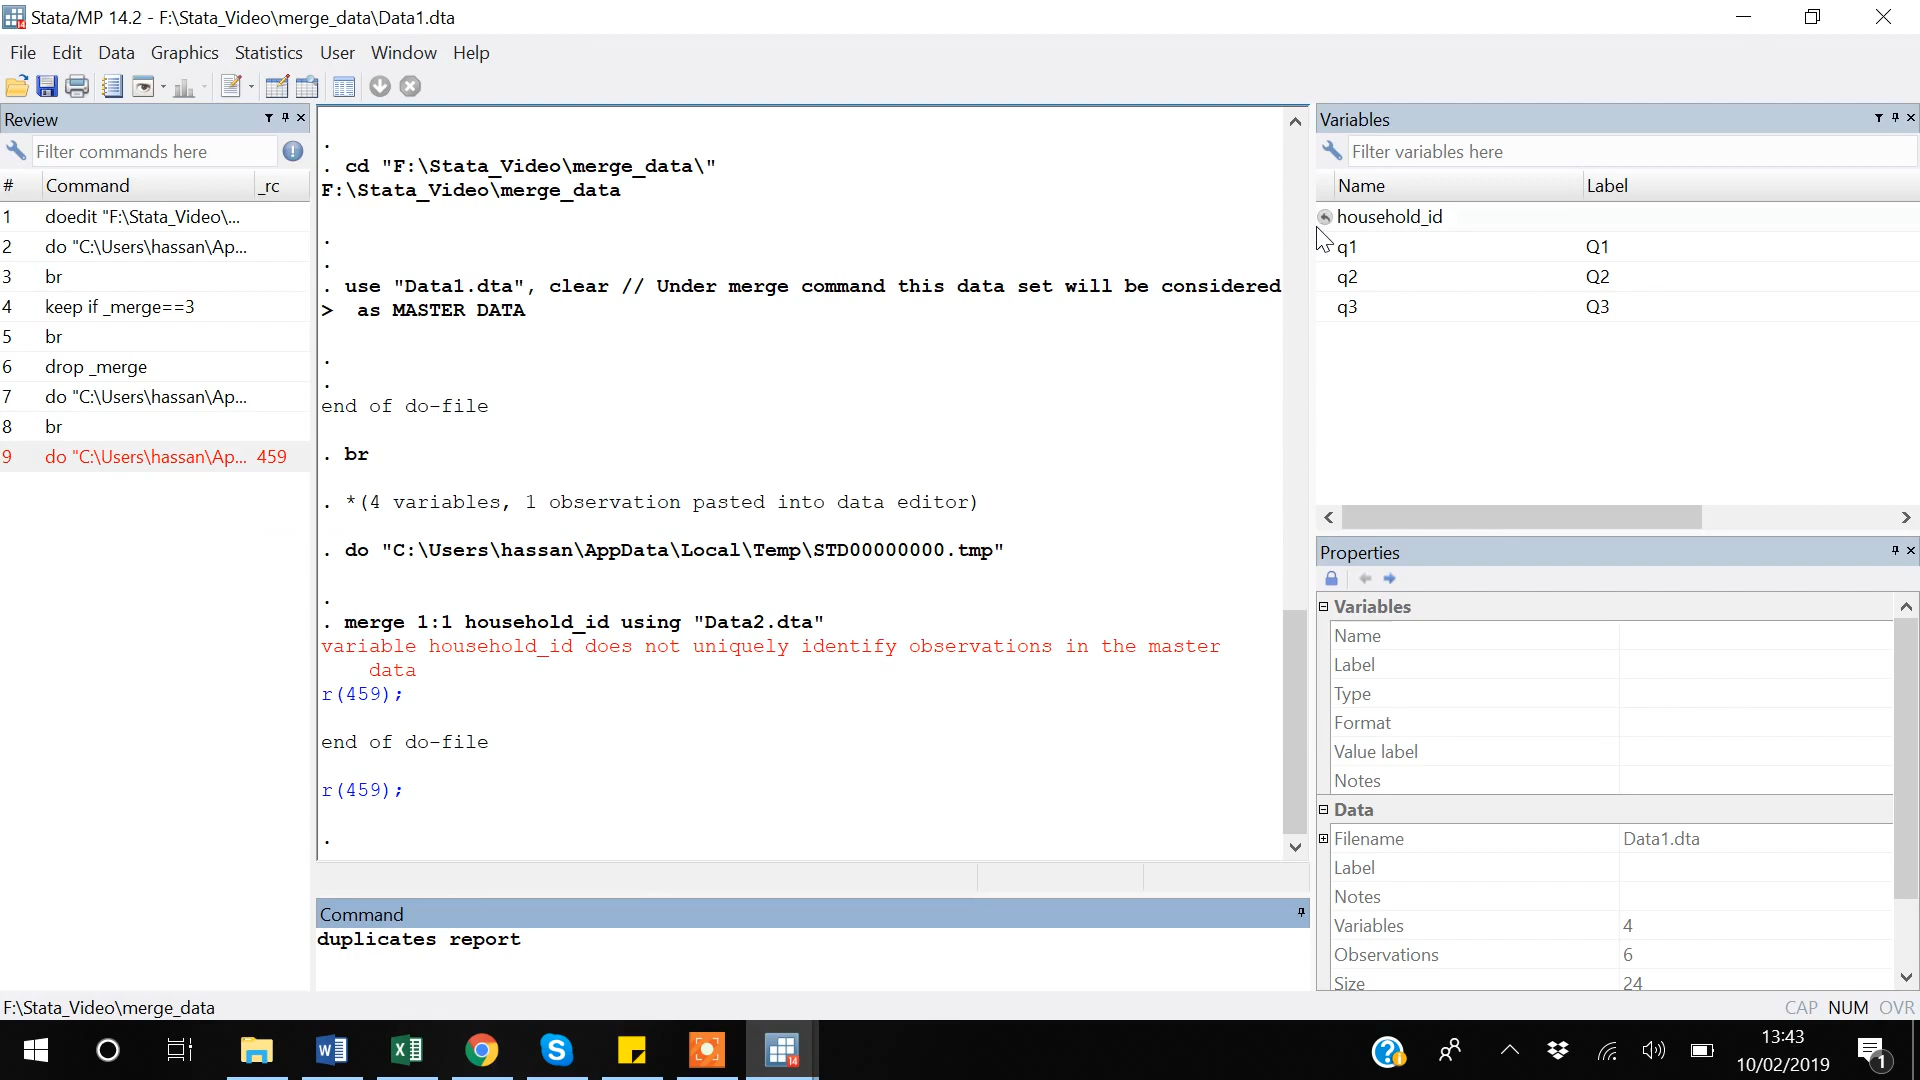 Stata/MP 14.2 - F:\Stata_Video\merge_data\Data1.dta
File Edit Data Graphics Statistics User Window Help
Review
Filter commands here
# Command _rc
1 doedit "F:\Stata_Video\...
2 do "C:\Users\hassan\Ap...
3 br
4 keep if _merge==3
5 br
6 drop _merge
7 do "C:\Users\hassan\Ap...
8 br
9 do "C:\Users\hassan\Ap... 459
.
. cd "F:\Stata_Video\merge_data\"
F:\Stata_Video\merge_data
.
.
. use "Data1.dta", clear // Under merge command this data set will be considered
> as MASTER DATA
.
.
end of do-file
. br
. *(4 variables, 1 observation pasted into data editor)
. do "C:\Users\hassan\AppData\Local\Temp\STD00000000.tmp"
.
. merge 1:1 household_id using "Data2.dta"
variable household_id does not uniquely identify observations in the master
data
r(459);
end of do-file
r(459);
.
Command
duplicates report
Variables
Filter variables here
Name Label
household_id
q1 Q1
q2 Q2
q3 Q3
Properties
Variables
Name
Label
Type
Format
Value label
Notes
Data
Filename Data1.dta
Label
Notes
Variables 4
Observations 6
Size 24
F:\Stata_Video\merge_data
CAP NUM OVR
13:43
10/02/2019
1